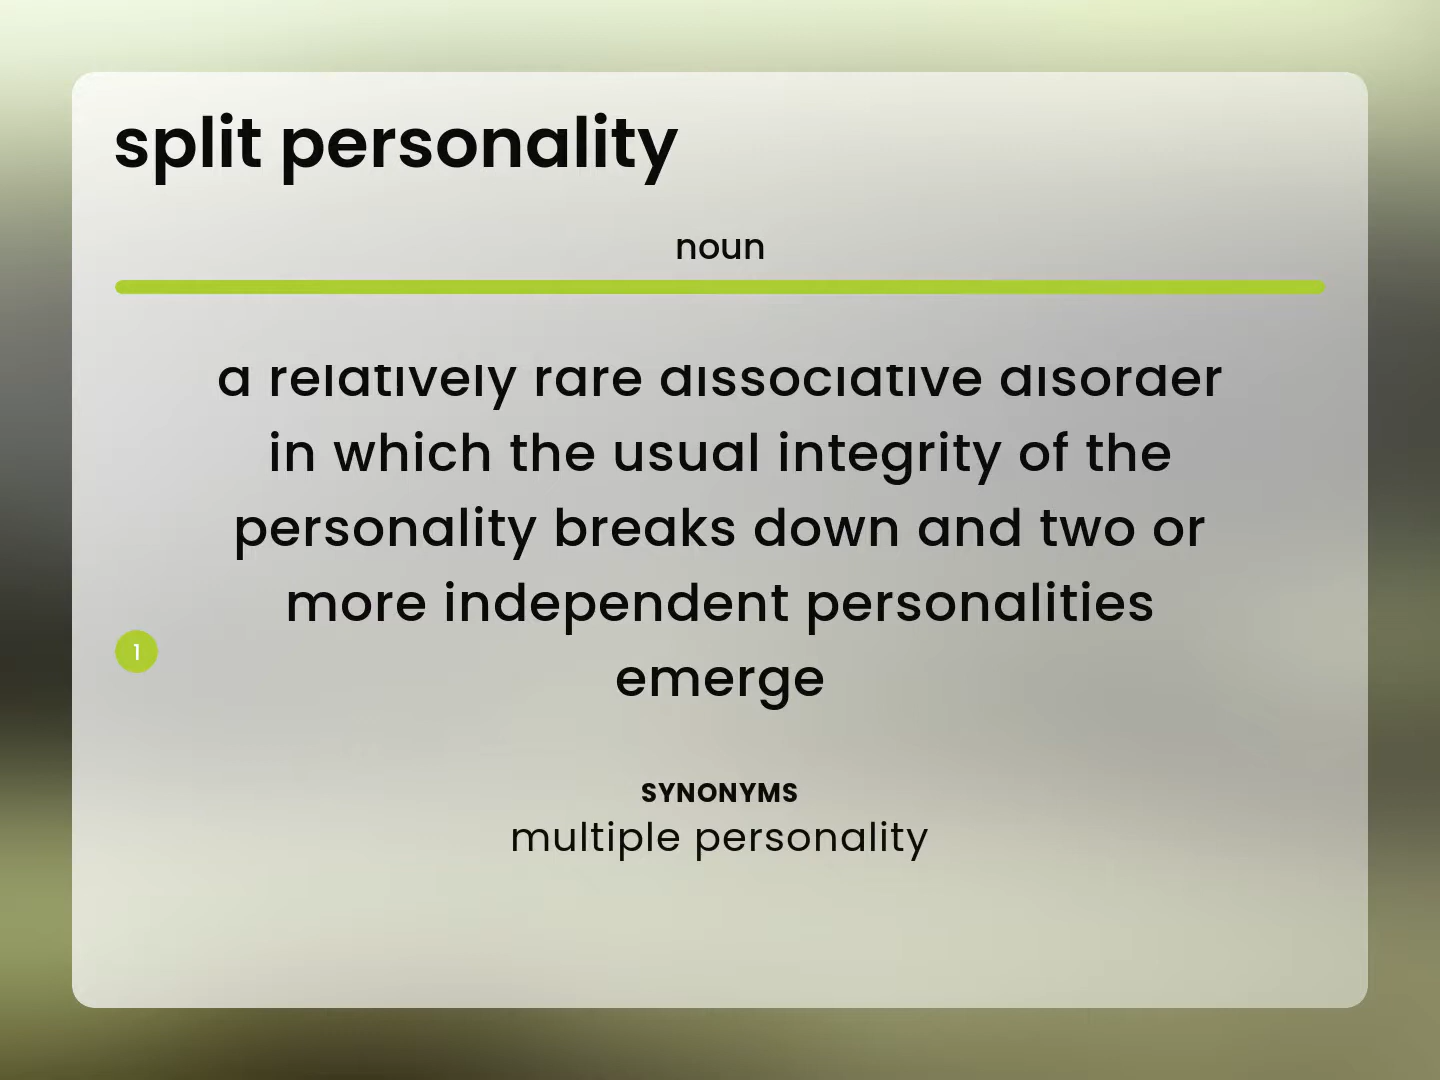 split personality
noun
a relatively rare dissociative disorder
in which the usual integrity of the
personality breaks down and two or
more independent personalities
1
emerge
SYNONYMS
multiple personality